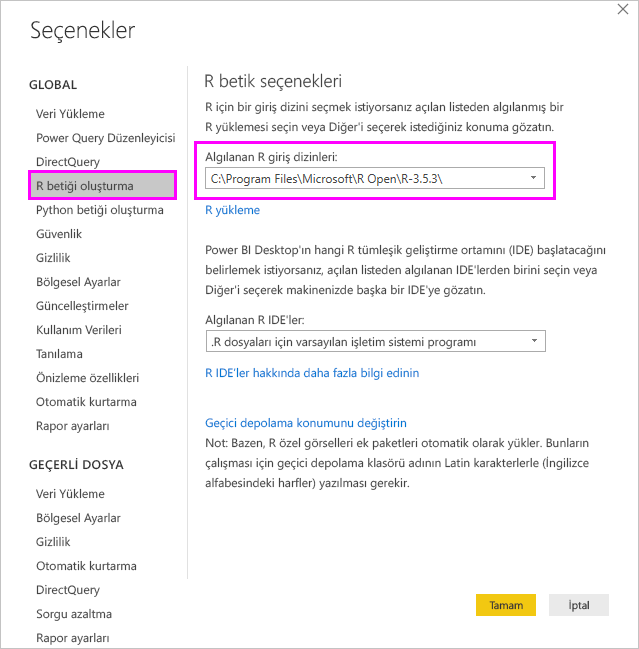 Seçenekler
GLOBAL
Veri Yükleme
Power Query Düzenleyicisi
DirectQuery
R betiği oluşturma
Python betiği oluşturma
Güvenlik
Gizlilik
Bölgesel Ayarlar
Güncelleştirmeler
Kullanım Verileri
Tanılama
Önizleme özellikleri
Otomatik kurtarma
Rapor ayarları
GEÇERLİ DOSYA
Veri Yükleme
Bölgesel Ayarlar
Gizlilik
Otomatik kurtarma
DirectQuery
Sorgu azaltma
Rapor ayarları
R betik seçenekleri
R için bir giriş dizini seçmek istiyorsanız açılan listeden algılanmış bir
R yüklemesi seçin veya Diğer'i seçerek istediğiniz konuma gözatın.
Algılanan R giriş dizinleri:
C:\Program Files\Microsoft\R Open\R-3.5.3\
R yükleme
Power BI Desktop'ın hangi R tümleşik geliştirme ortamını (IDE) başlatacağını
belirlemek istiyorsanız, açılan listeden algılanan IDE'lerden birini seçin veya
Diğer'i seçerek makinenizde başka bir IDE'ye gözatın.
Algılanan R IDE'ler:
.R dosyaları için varsayılan işletim sistemi programı
R IDE'ler hakkında daha fazla bilgi edinin
Geçici depolama konumunu değiştirin
Not: Bazen, R özel görselleri ek paketleri otomatik olarak yükler. Bunların
çalışması için geçici depolama klasörü adının Latin karakterlerle (İngilizce
alfabesindeki harfler) yazılması gerekir.
Tamam
İptal